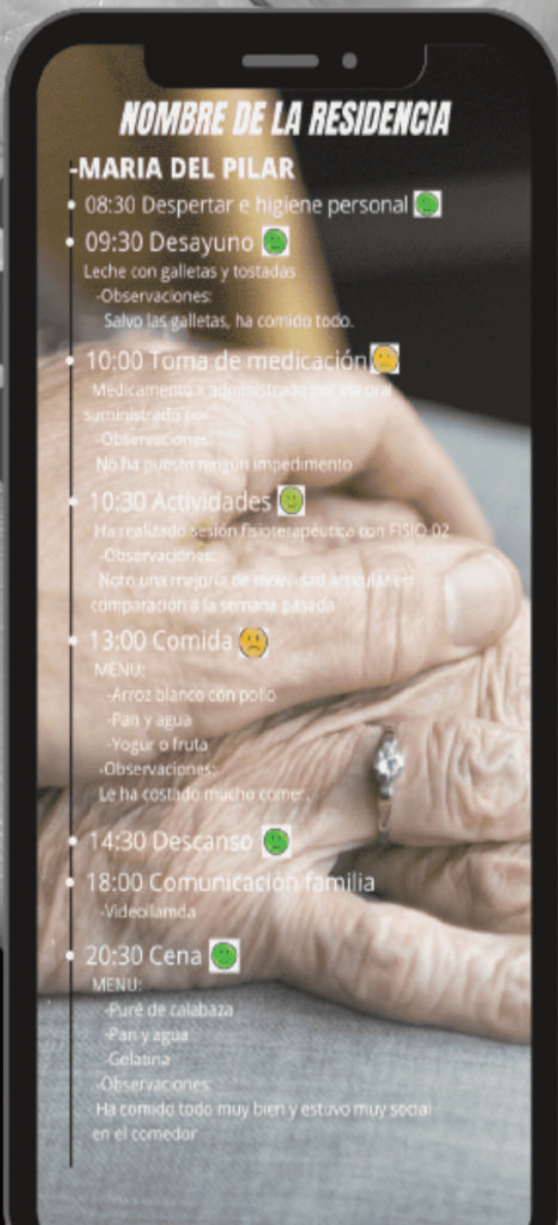 NOMBRE DE LA RESIDENCIA
-MARIA DEL PILAR
08:30 Despertar e higiene personal
09:30 Desayuno
Leche con galletas y tostadas
-Observaciones:
Salvo las galletas, ha comido todo.
10:00 Toma de medicación
Medicamento x administrado por via oral
suministrado por
-Observaciones:
No ha puesto ningún impedimento
10:30 Actividades
Ha realizado sesión fisioterapéutica con FISIO 02
-Observaciones:
Noto una mejoría de movilidad articular en
comparación a la semana pasada
13:00 Comida
MENU:
-Arroz blanco con pollo
-Pan y agua
-Yogur o fruta
-Observaciones:
Le ha costado mucho comer.
14:30 Descanso
18:00 Comunicación familia
-Videollamda
20:30 Cena
MENU:
-Puré de calabaza
-Pan y agua
-Gelatina
-Observaciones:
Ha comido todo muy bien y estuvo muy social
en el comedor